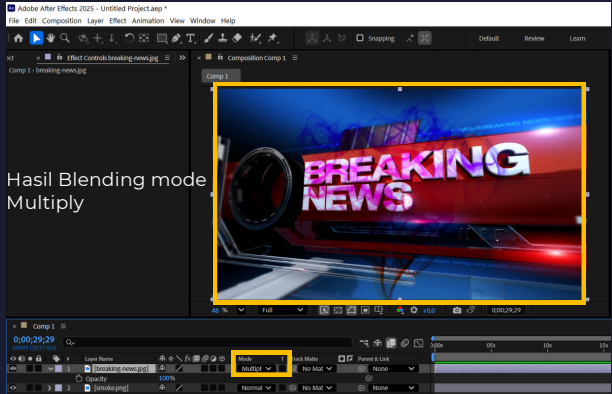 Adobe After Effects 2025 - Untitled Project.aep *
File Edit Composition Layer Effect Animation View Window Help
Snapping Default Review Learn
ect × Effect Controls breaking-news.jpg × Composition Comp 1
Comp 1 • breaking-news.jpg
Comp 1
BREAKING
NEWS
Hasil Blending mode
Multiply
48 % Full +0.0 0;00;29;29
× Comp 1
0;00;29;29
# Layer Name Mode T Track Matte Parent & Link
0:00s 05s 10s 15s
1 [breaking-news.jpg] Multipl No Mat None
Opacity 100%
2 [smoke.png] Normal No Mat None